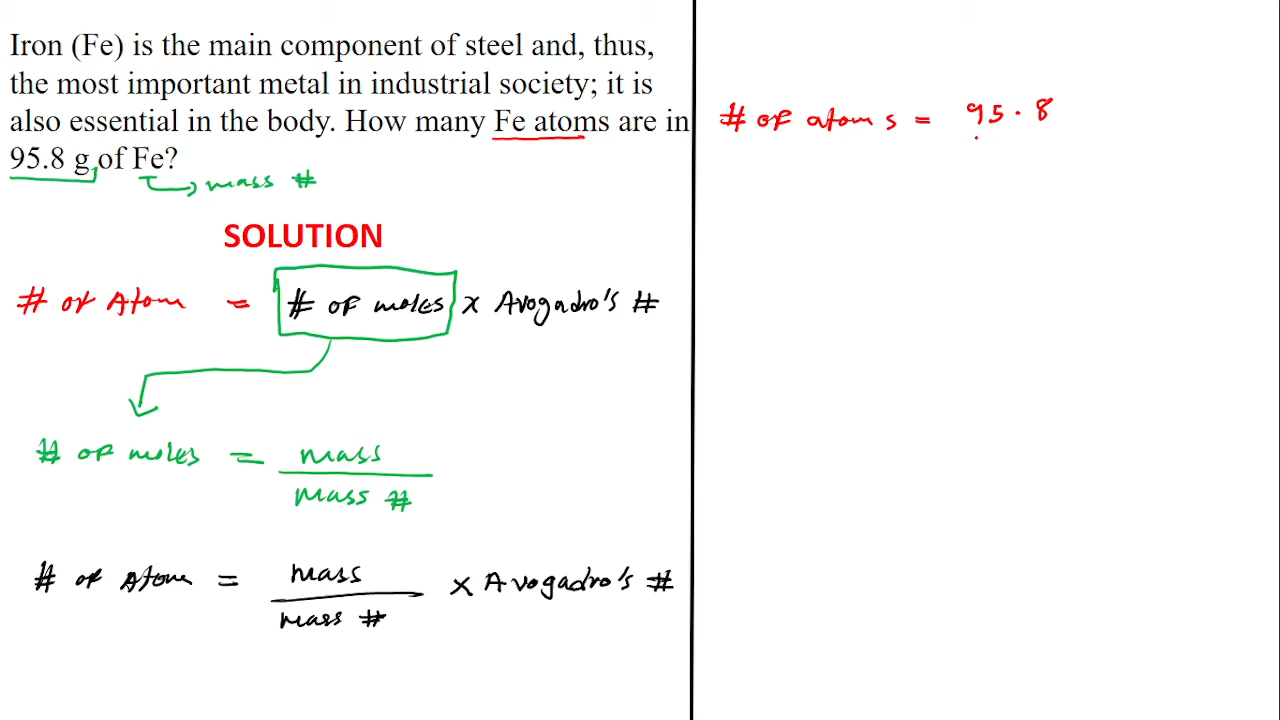 Iron (Fe) is the main component of steel and, thus,
the most important metal in industrial society; it is
also essential in the body. How many Fe atoms are in
95.8 g of Fe?
mass #
SOLUTION
# of Atom = # of moles x Avogadro's #
# of moles = mass
mass #
# of Atom = mass x Avogadro's #
mass #
# of atoms = 95.8